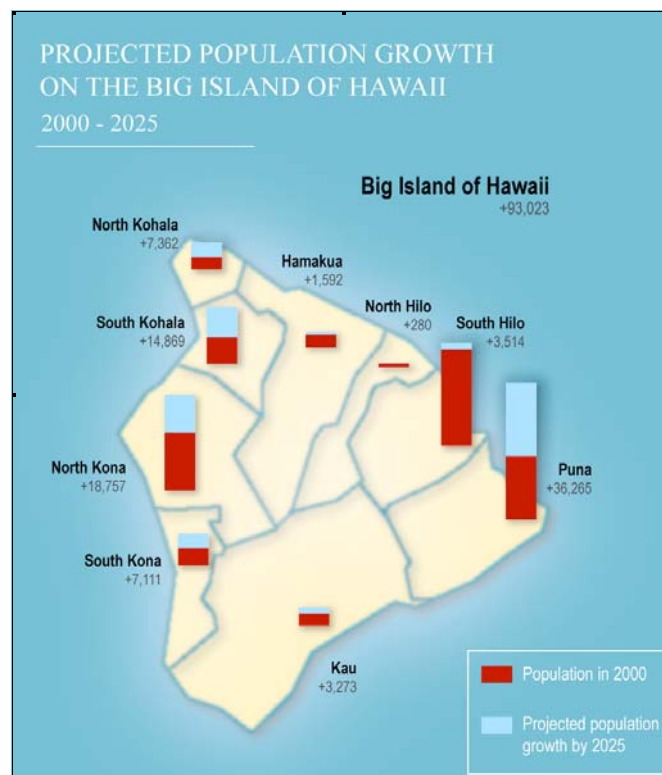 PROJECTED POPULATION GROWTH
ON THE BIG ISLAND OF HAWAII
2000 - 2025
Big Island of Hawaii
+93,023
North Kohala
+7,362
Hamakua
+1,592
North Hilo
+280
South Hilo
+3,514
South Kohala
+14,869
North Kona
+18,757
Puna
+36,265
South Kona
+7,111
Kau
+3,273
Population in 2000
Projected population
growth by 2025